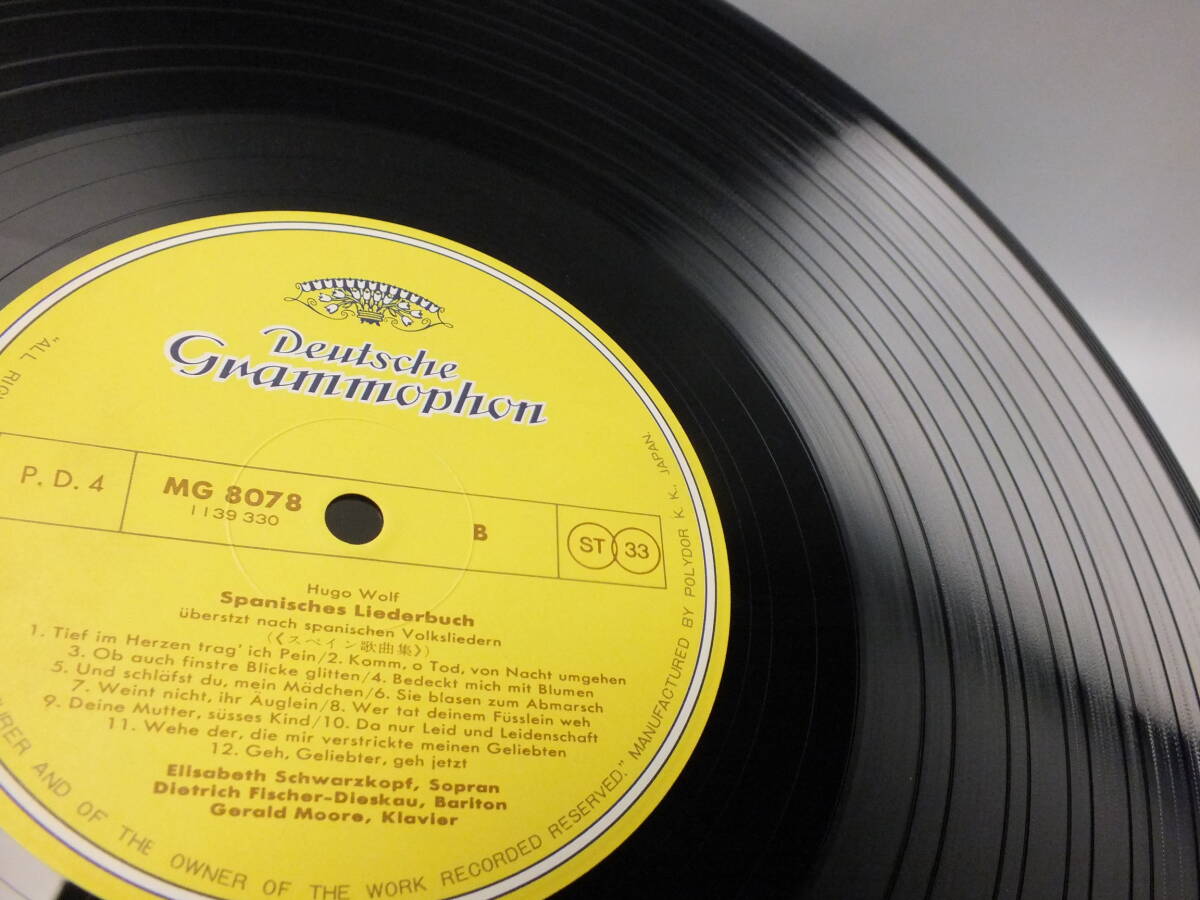 Deutsche
Grammophon
P. D. 4
MG 8078
1139 330
B
ST 33
Hugo Wolf
Spanisches Liederbuch
überstzt nach spanischen Volksliedern
(《スペイン歌曲集》)
1. Tief im Herzen trag' ich Pein/2. Komm, o Tod, von Nacht umgehen
3. Ob auch finstre Blicke glitten/4. Bedeckt mich mit Blumen
5. Und schläfst du, mein Mädchen/6. Sie blasen zum Abmarsch
7. Weint nicht, ihr Äuglein/8. Wer tat deinem Füsslein weh
9. Deine Mutter, süsses Kind/10. Da nur Leid und Leidenschaft
11. Wehe der, die mir verstrickte meinen Geliebten
12. Geh, Geliebter, geh jetzt
Elisabeth Schwarzkopf, Sopran
Dietrich Fischer-Dieskau, Bariton
Gerald Moore, Klavier
"ALL
AND OF THE OWNER OF THE WORK RECORDED RESERVED." MANUFACTURED BY POLYDOR K. K., JAPAN.